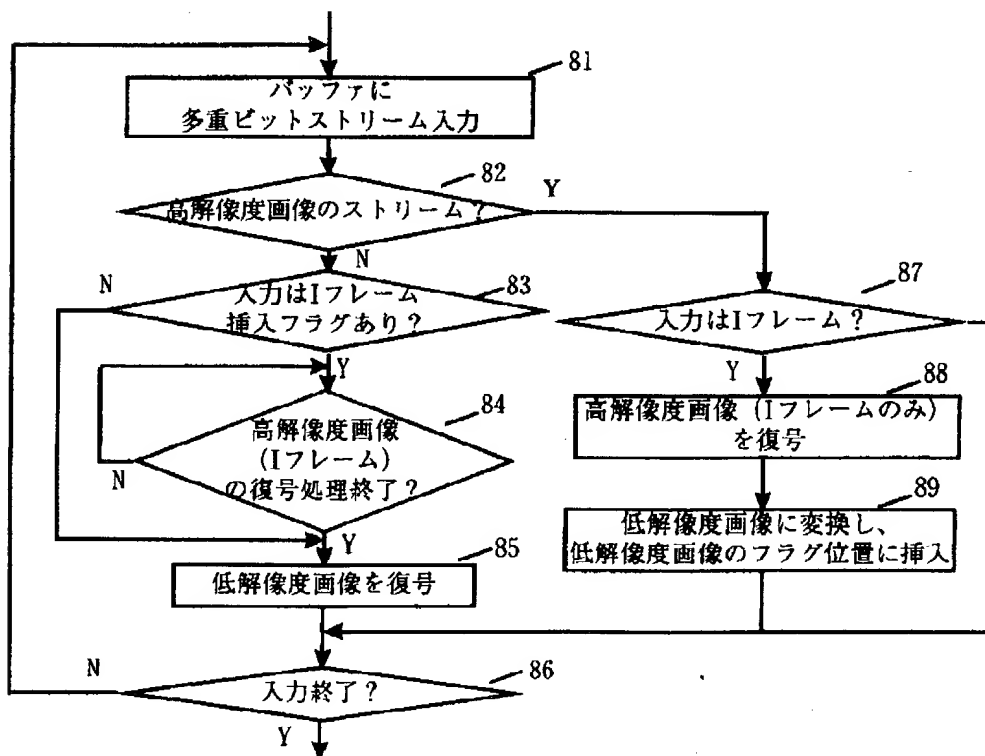 81
バッファに
多重ビットストリーム入力
82
高解像度画像のストリーム？
Y
N
N
83
入力はIフレーム
挿入フラグあり？
87
入力はIフレーム？
Y
Y
88
高解像度画像（Iフレームのみ）
を復号
84
高解像度画像
(Iフレーム)
の復号処理終了？
N
Y
89
低解像度画像に変換し、
低解像度画像のフラグ位置に挿入
85
低解像度画像を復号
N
86
入力終了？
Y